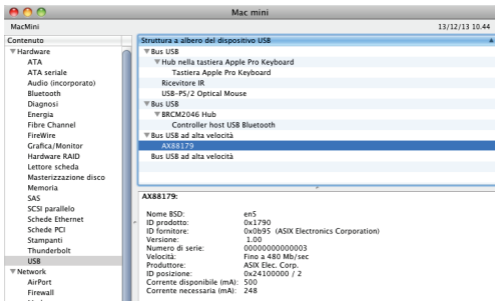 Mac mini
MacMini
13/12/13 10.44
Contenuto
Hardware
ATA
ATA seriale
Audio (incorporato)
Bluetooth
Diagnosi
Energia
Fibre Channel
FireWire
Grafica/Monitor
Hardware RAID
Lettore scheda
Masterizzazione disco
Memoria
SAS
SCSI parallelo
Schede Ethernet
Schede PCI
Stampanti
Thunderbolt
USB
Network
AirPort
Firewall
Struttura a albero del dispositivo USB
Bus USB
Hub nella tastiera Apple Pro Keyboard
Tastiera Apple Pro Keyboard
Ricevitore IR
USB-PS/2 Optical Mouse
Bus USB
BRCM2046 Hub
Controller host USB Bluetooth
Bus USB ad alta velocità
AX88179
Bus USB ad alta velocità
AX88179:
Nome BSD: en5
ID prodotto: 0x1790
ID fornitore: 0x0b95 (ASIX Electronics Corporation)
Versione: 1.00
Numero di serie: 00000000000003
Velocità: Fino a 480 Mb/sec
Produttore: ASIX Elec. Corp.
ID posizione: 0x24100000 / 2
Corrente disponibile (mA): 500
Corrente necessaria (mA): 248